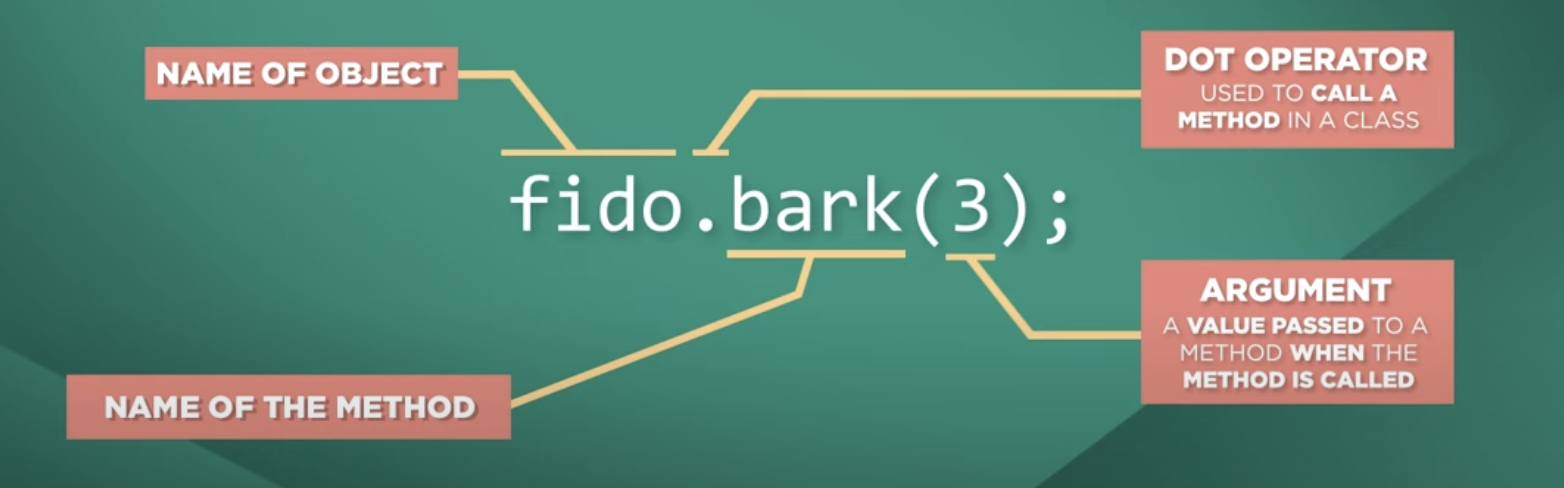 NAME OF OBJECT
DOT OPERATOR
USED TO CALL A
METHOD IN A CLASS
fido.bark(3);
ARGUMENT
A VALUE PASSED TO A
METHOD WHEN THE
METHOD IS CALLED
NAME OF THE METHOD